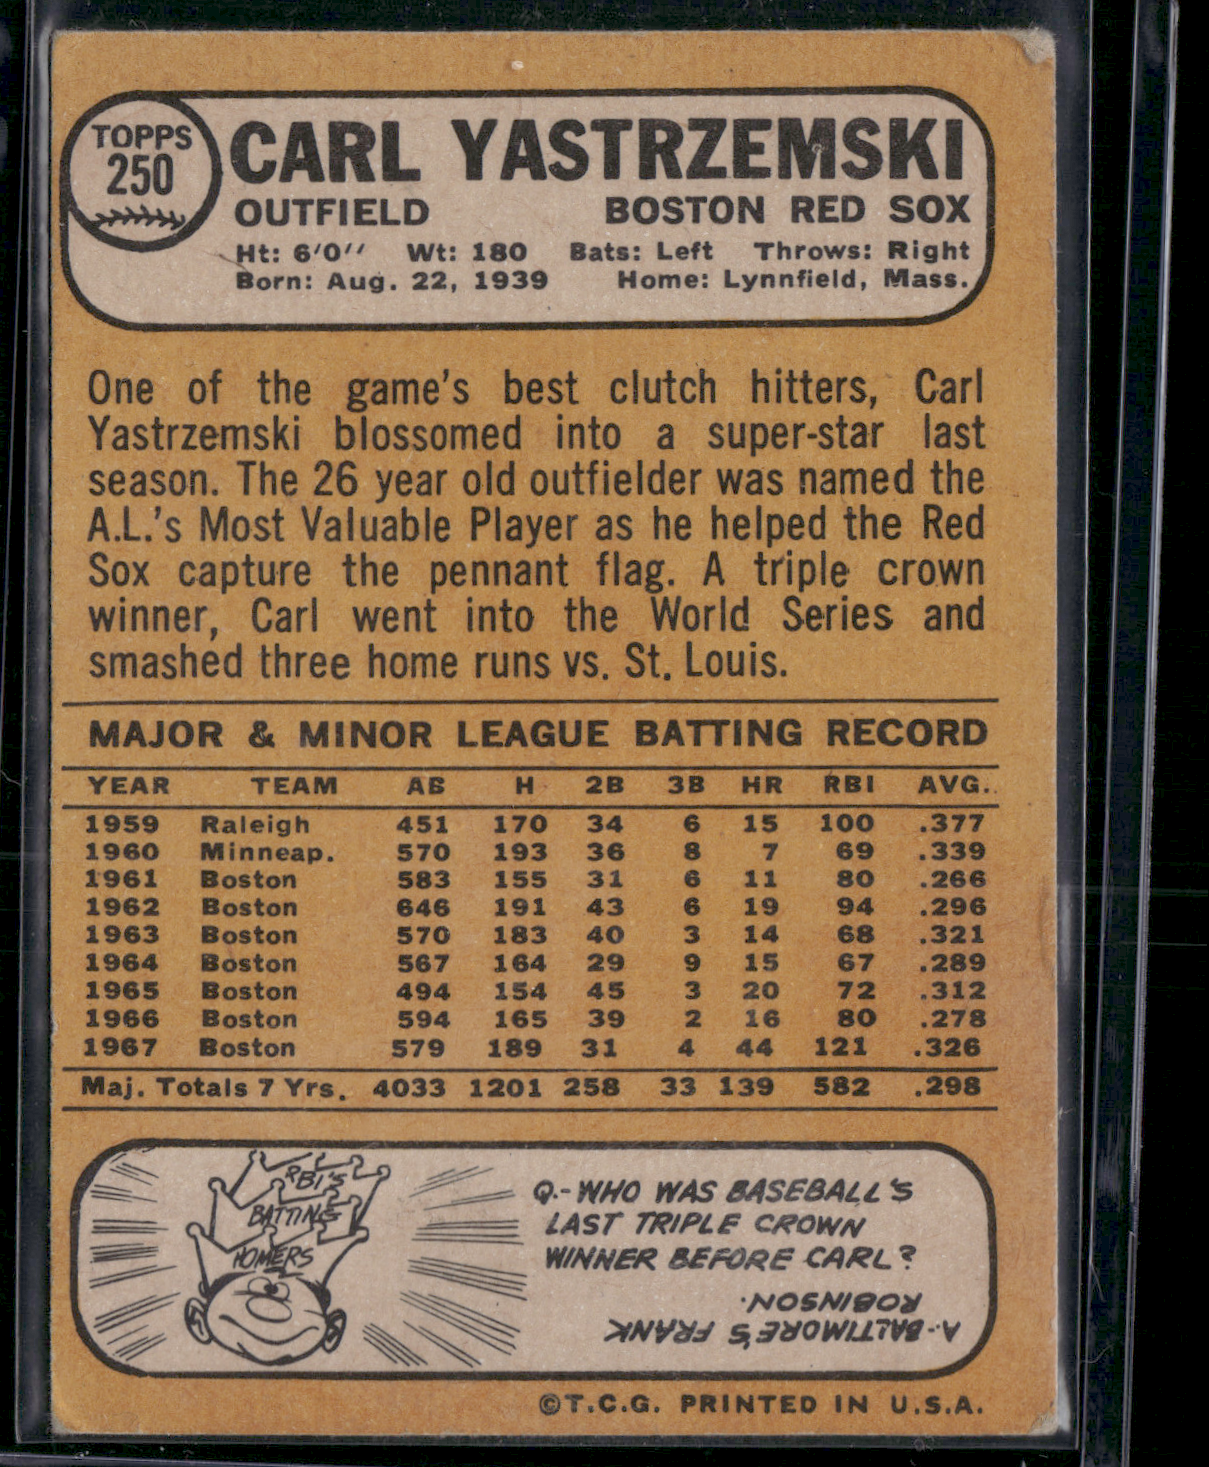 TOPPS
250
CARL YASTRZEMSKI
OUTFIELD BOSTON RED SOX
Ht: 6'0'' Wt: 180 Bats: Left Throws: Right
Born: Aug. 22, 1939 Home: Lynnfield, Mass.
One of the game's best clutch hitters, Carl
Yastrzemski blossomed into a super-star last
season. The 26 year old outfielder was named the
A.L.'s Most Valuable Player as he helped the Red
Sox capture the pennant flag. A triple crown
winner, Carl went into the World Series and
smashed three home runs vs. St. Louis.
MAJOR & MINOR LEAGUE BATTING RECORD
YEAR TEAM AB H 2B 3B HR RBI AVG.
1959 Raleigh 451 170 34 6 15 100 .377
1960 Minneap. 570 193 36 8 7 69 .339
1961 Boston 583 155 31 6 11 80 .266
1962 Boston 646 191 43 6 19 94 .296
1963 Boston 570 183 40 3 14 68 .321
1964 Boston 567 164 29 9 15 67 .289
1965 Boston 494 154 45 3 20 72 .312
1966 Boston 594 165 39 2 16 80 .278
1967 Boston 579 189 31 4 44 121 .326
Maj. Totals 7 Yrs. 4033 1201 258 33 139 582 .298
RBI'S
BATTING
HOMERS
Q.- WHO WAS BASEBALL'S
LAST TRIPLE CROWN
WINNER BEFORE CARL?
A.- BALTIMORE'S FRANK
ROBINSON.
©T.C.G. PRINTED IN U.S.A.